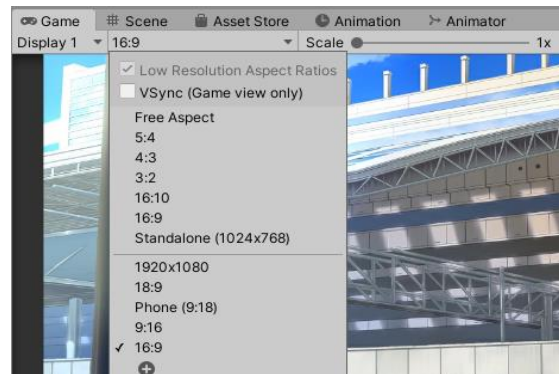 Game Scene Asset Store Animation Animator
Display 1 16:9 Scale 1x
Low Resolution Aspect Ratios
VSync (Game view only)
Free Aspect
5:4
4:3
3:2
16:10
16:9
Standalone (1024x768)
1920x1080
18:9
Phone (9:18)
9:16
16:9